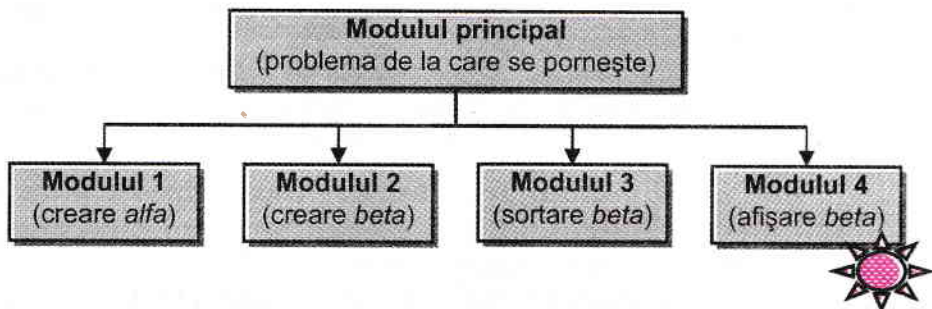 Modulul principal
(problema de la care se pornește)
Modulul 1
(creare alfa)
Modulul 2
(creare beta)
Modulul 3
(sortare beta)
Modulul 4
(afișare beta)